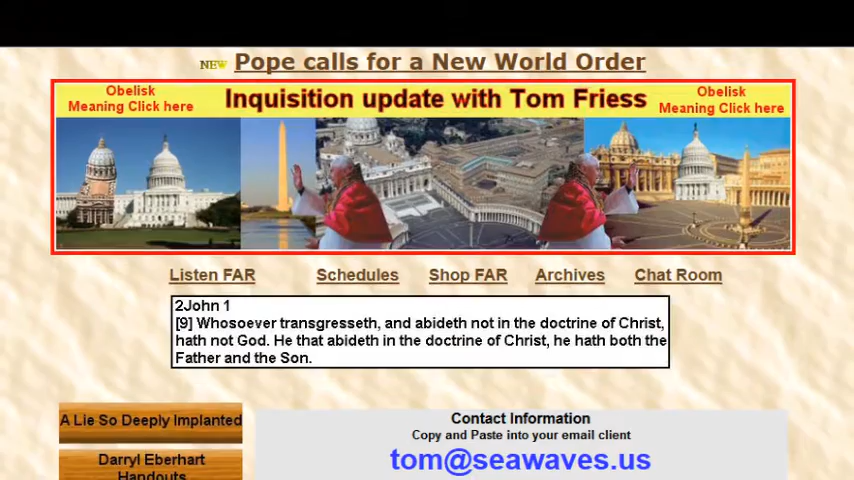 NEW Pope calls for a New World Order
Obelisk
Meaning Click here
Inquisition update with Tom Friess
Obelisk
Meaning Click here
Listen FAR Schedules Shop FAR Archives Chat Room
2John 1
[9] Whosoever transgresseth, and abideth not in the doctrine of Christ,
hath not God. He that abideth in the doctrine of Christ, he hath both the
Father and the Son.
A Lie So Deeply Implanted
Darryl Eberhart
Handouts
Contact Information
Copy and Paste into your email client
tom@seawaves.us